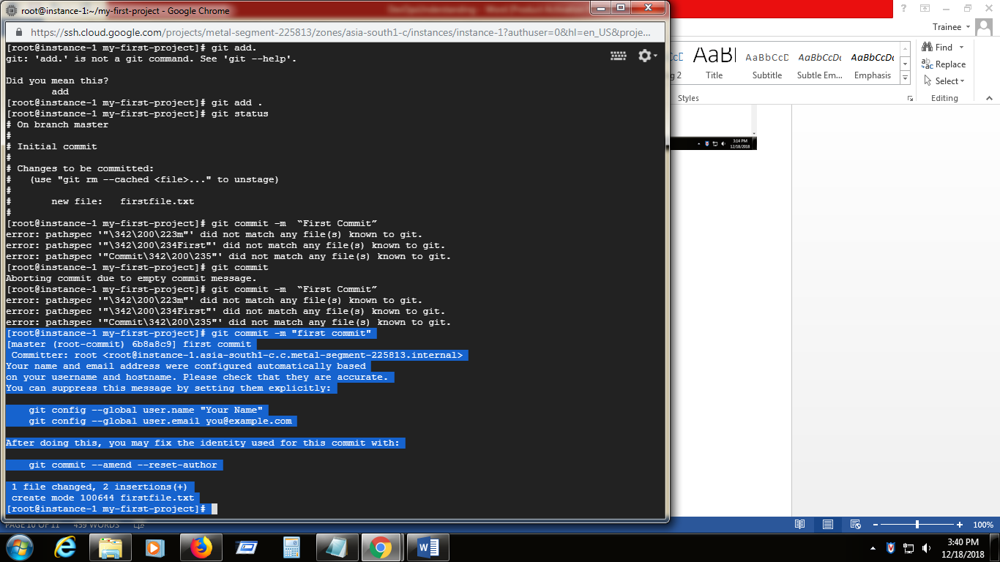 root@instance-1:~/my-first-project - Google Chrome
https://ssh.cloud.google.com/projects/metal-segment-225813/zones/asia-south1-c/instances/instance-1?authuser=0&hl=en_US&proje...
[root@instance-1 my-first-project]# git add.
git: 'add.' is not a git command. See 'git --help'.
Did you mean this?
add
[root@instance-1 my-first-project]# git add .
[root@instance-1 my-first-project]# git status
# On branch master
#
# Initial commit
#
# Changes to be committed:
#   (use "git rm --cached <file>..." to unstage)
#
#       new file:   firstfile.txt
#
[root@instance-1 my-first-project]# git commit –m  “First Commit”
error: pathspec '"\342\200\223m"' did not match any file(s) known to git.
error: pathspec '"\342\200\234First"' did not match any file(s) known to git.
error: pathspec '"Commit\342\200\235"' did not match any file(s) known to git.
[root@instance-1 my-first-project]# git commit
Aborting commit due to empty commit message.
[root@instance-1 my-first-project]# git commit –m  “First Commit”
error: pathspec '"\342\200\223m"' did not match any file(s) known to git.
error: pathspec '"\342\200\234First"' did not match any file(s) known to git.
error: pathspec '"Commit\342\200\235"' did not match any file(s) known to git.
[root@instance-1 my-first-project]# git commit -m "first commit"
[master (root-commit) 6b8a8c9] first commit
Committer: root <root@instance-1.asia-south1-c.c.metal-segment-225813.internal>
Your name and email address were configured automatically based
on your username and hostname. Please check that they are accurate.
You can suppress this message by setting them explicitly:
git config --global user.name "Your Name"
git config --global user.email you@example.com
After doing this, you may fix the identity used for this commit with:
git commit --amend --reset-author
1 file changed, 2 insertions(+)
create mode 100644 firstfile.txt
[root@instance-1 my-first-project]#
Trainee
CcD AaB AaBbCcD AaBbCcDc AaBbCcDc
g 2 Title Subtitle Subtle Em... Emphasis
Styles
Find
Replace
Select
Editing
3:14 PM
12/18/2018
PAGE 10 OF 11 459 WORDS
100%
3:40 PM
12/18/2018